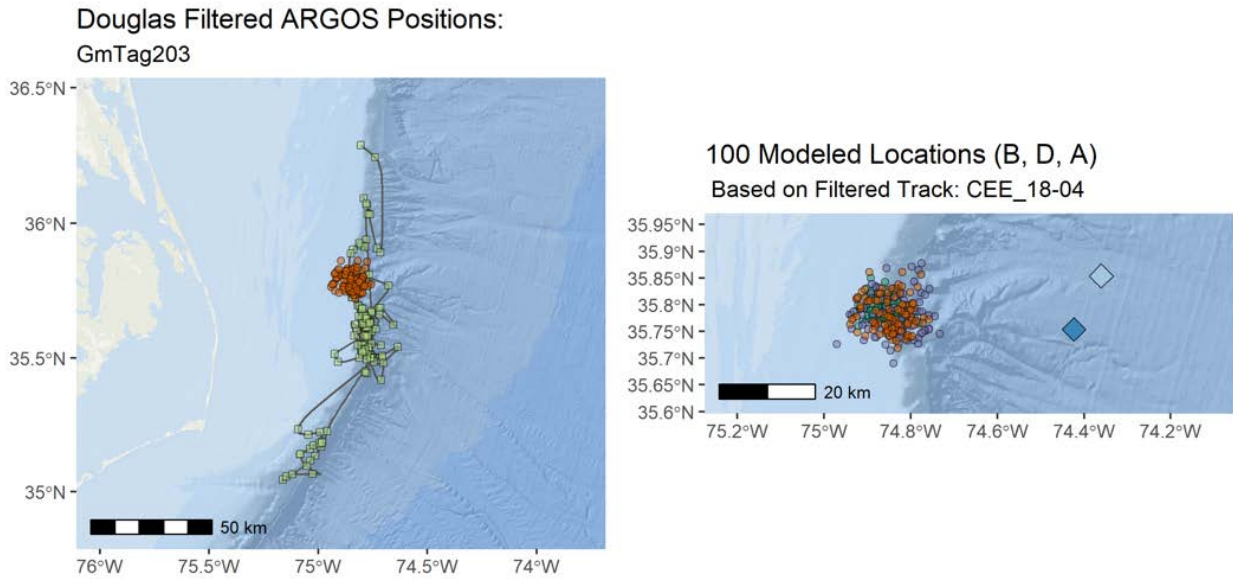 Douglas Filtered ARGOS Positions:
GmTag203
36.5°N
36°N
35.5°N
35°N
50 km
76°W
75.5°W
75°W
74.5°W
74°W
100 Modeled Locations (B, D, A)
Based on Filtered Track: CEE_18-04
35.95°N
35.9°N
35.85°N
35.8°N
35.75°N
35.7°N
35.65°N
35.6°N
20 km
75.2°W
75°W
74.8°W
74.6°W
74.4°W
74.2°W